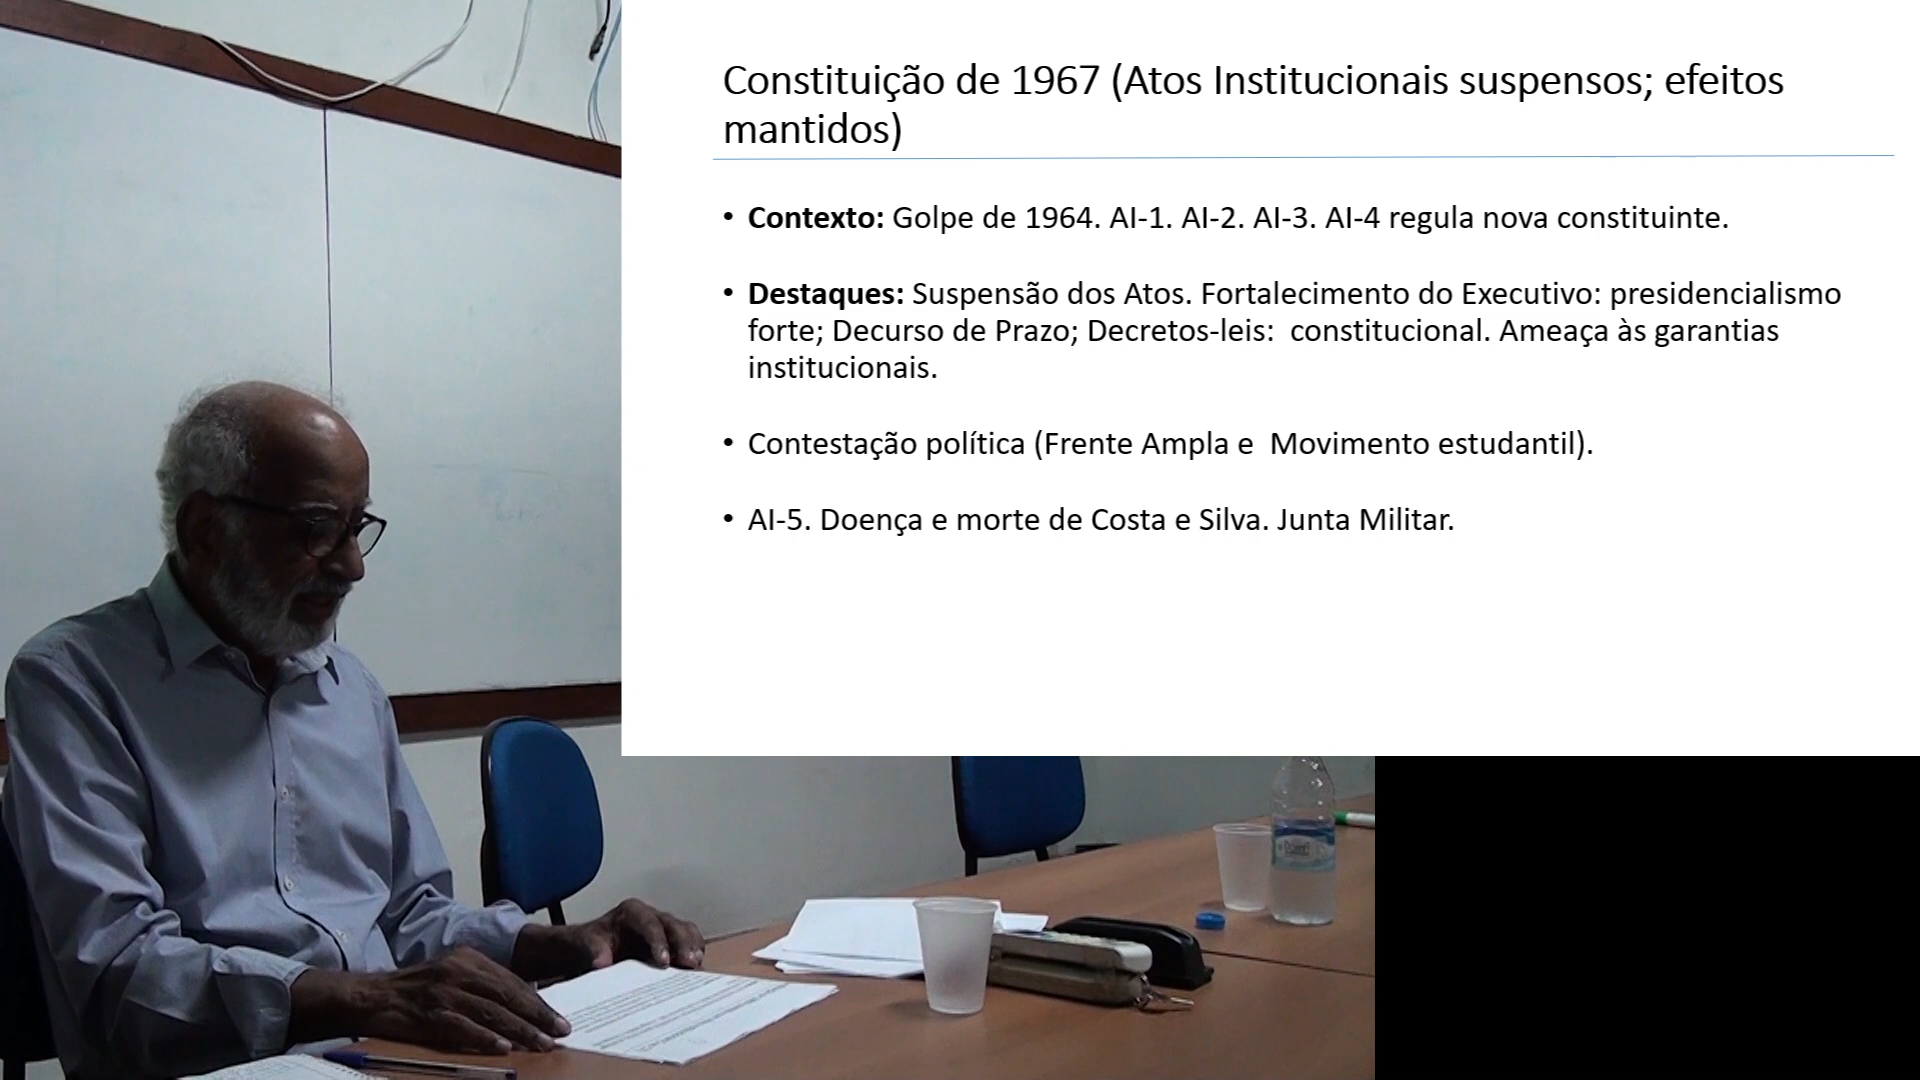 Constituição de 1967 (Atos Institucionais suspensos; efeitos
mantidos)
• Contexto: Golpe de 1964. AI-1. AI-2. AI-3. AI-4 regula nova constituinte.
• Destaques: Suspensão dos Atos. Fortalecimento do Executivo: presidencialismo
forte; Decurso de Prazo; Decretos-leis:  constitucional. Ameaça às garantias
institucionais.
• Contestação política (Frente Ampla e  Movimento estudantil).
• AI-5. Doença e morte de Costa e Silva. Junta Militar.